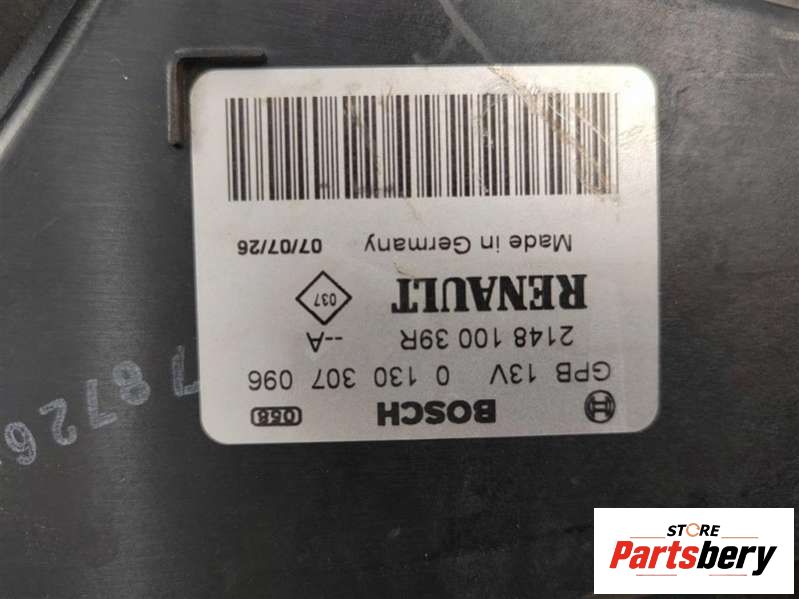 BOSCH 058
GPB 13V 0 130 307 096
2148 100 39R --A
RENAULT 037
Made in Germany 07/07/26
78726
STORE
Partsbery